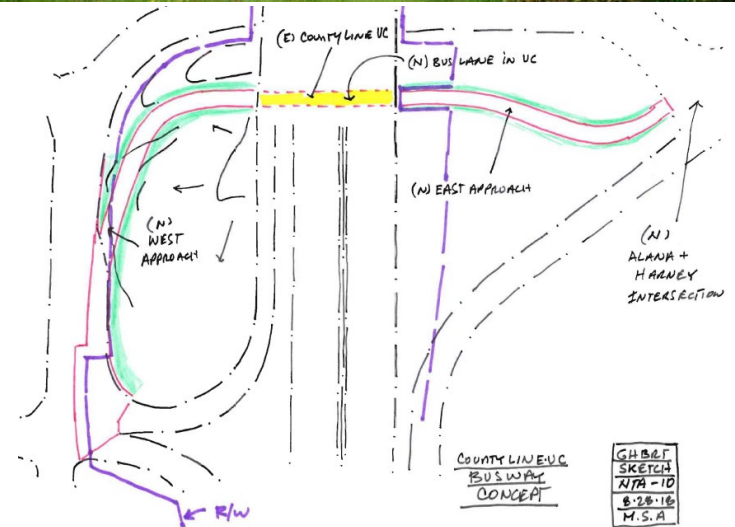 (E) COUNTY LINE UC
(N) BUS LANE IN UC
(N) EAST APPROACH
(N)
WEST
APPROACH
(N)
ALANA +
HARNEY
INTERSECTION
COUNTY LINE UC
BUSWAY
CONCEPT
GHBRT
SKETCH
NTA-10
8-28-18
M.S.A
R/W